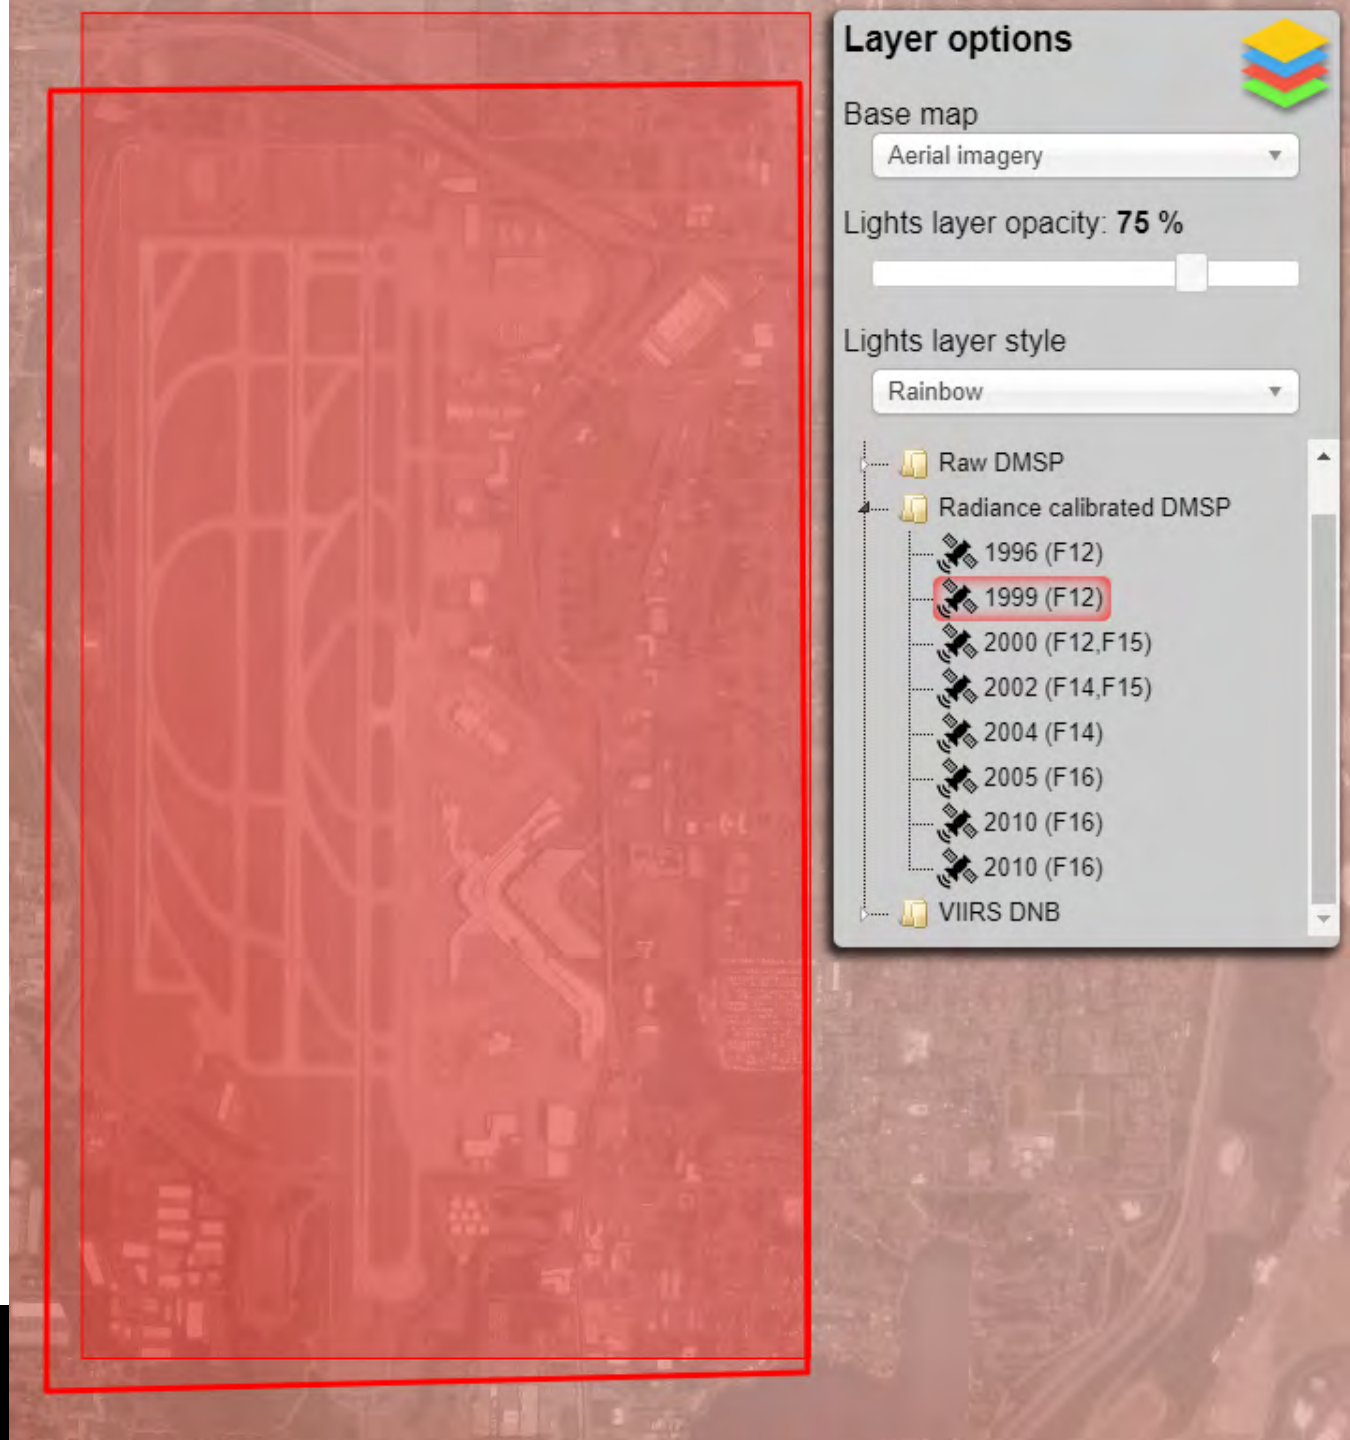 Layer options
Base map
Aerial imagery
Lights layer opacity: 75 %
Lights layer style
Rainbow
Raw DMSP
Radiance calibrated DMSP
1996 (F12)
1999 (F12)
2000 (F12,F15)
2002 (F14,F15)
2004 (F14)
2005 (F16)
2010 (F16)
2010 (F16)
VIIRS DNB